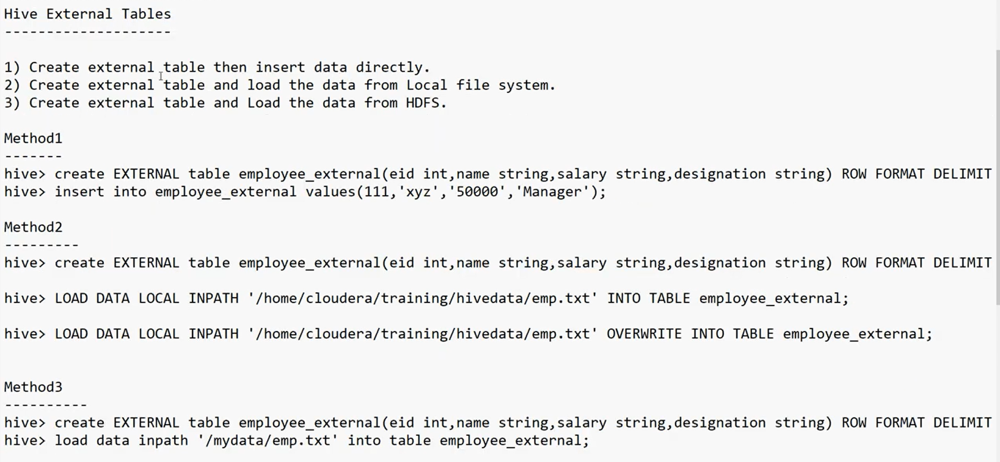 Hive External Tables
--------------------
1) Create external table then insert data directly.
2) Create external table and load the data from Local file system.
3) Create external table and Load the data from HDFS.
Method1
-------
hive> create EXTERNAL table employee_external(eid int,name string,salary string,designation string) ROW FORMAT DELIMIT
hive> insert into employee_external values(111,'xyz','50000','Manager');
Method2
---------
hive> create EXTERNAL table employee_external(eid int,name string,salary string,designation string) ROW FORMAT DELIMIT
hive> LOAD DATA LOCAL INPATH '/home/cloudera/training/hivedata/emp.txt' INTO TABLE employee_external;
hive> LOAD DATA LOCAL INPATH '/home/cloudera/training/hivedata/emp.txt' OVERWRITE INTO TABLE employee_external;
Method3
----------
hive> create EXTERNAL table employee_external(eid int,name string,salary string,designation string) ROW FORMAT DELIMIT
hive> load data inpath '/mydata/emp.txt' into table employee_external;